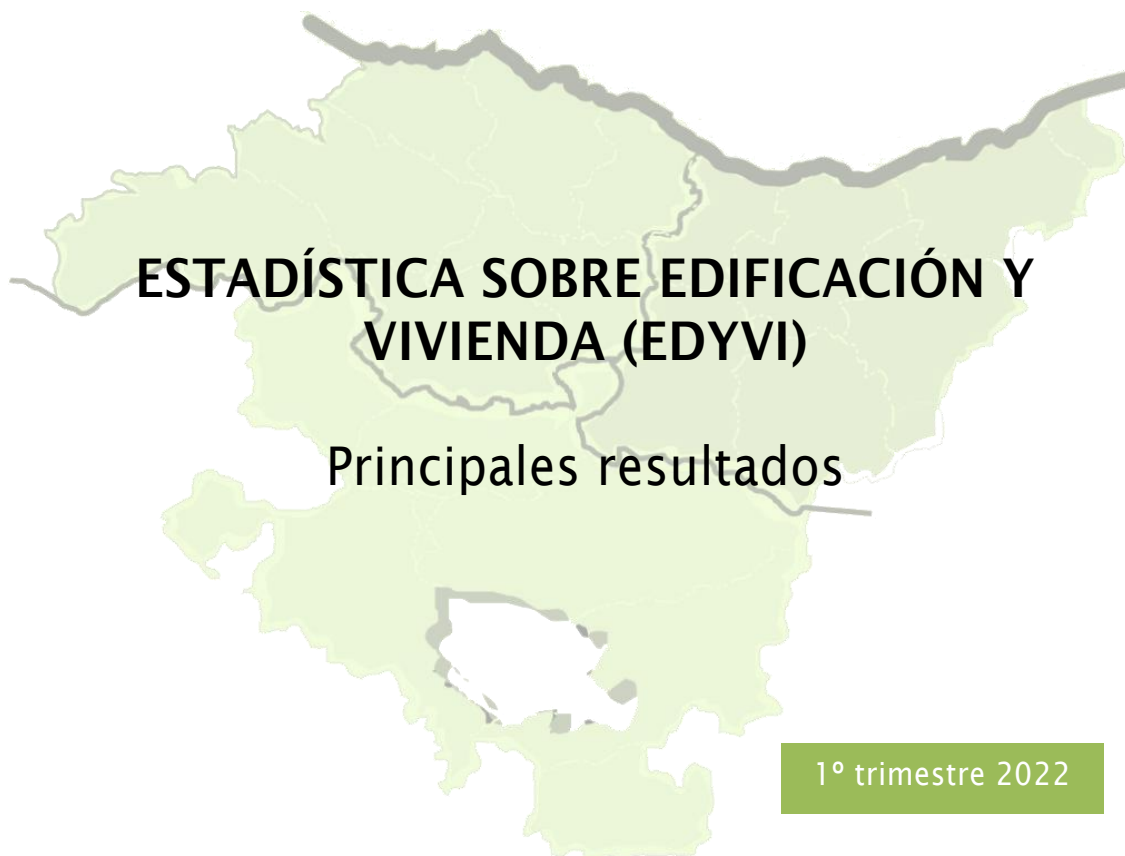 ESTADÍSTICA SOBRE EDIFICACIÓN Y
VIVIENDA (EDYVI)
Principales resultados
1º trimestre 2022